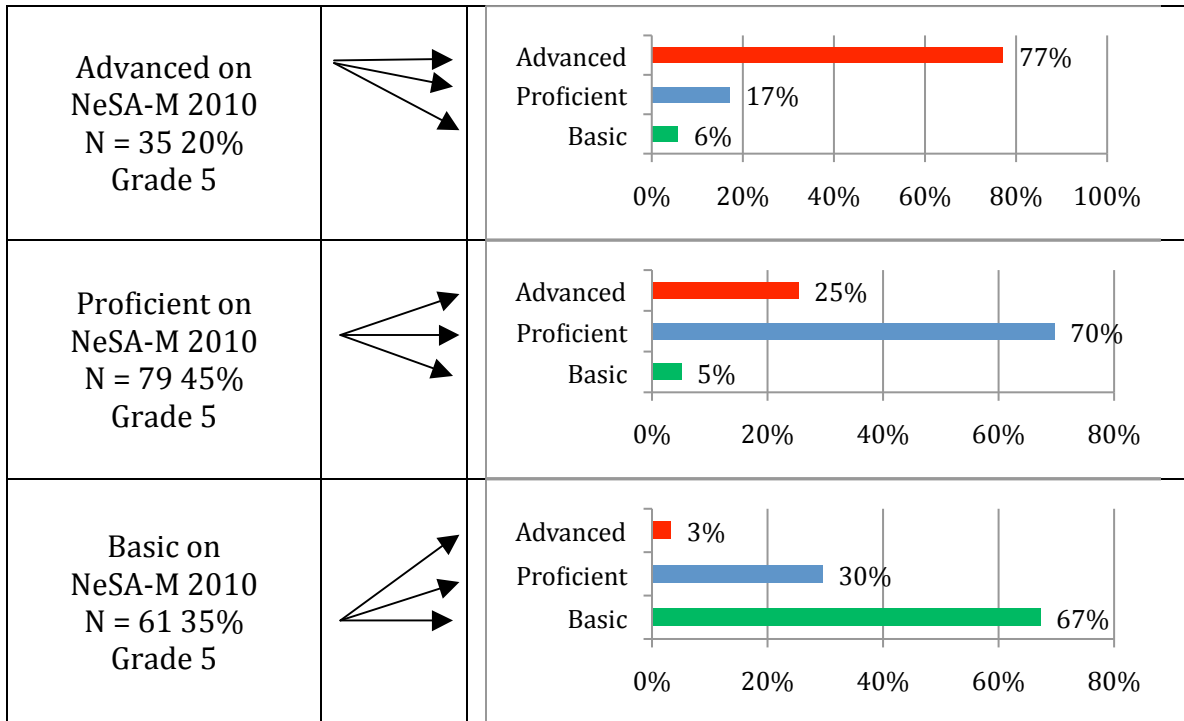 Advanced on
NeSA-M 2010
N = 35 20%
Grade 5
Advanced 77%
Proficient 17%
Basic 6%
0% 20% 40% 60% 80% 100%
Proficient on
NeSA-M 2010
N = 79 45%
Grade 5
Advanced 25%
Proficient 70%
Basic 5%
0% 20% 40% 60% 80%
Basic on
NeSA-M 2010
N = 61 35%
Grade 5
Advanced 3%
Proficient 30%
Basic 67%
0% 20% 40% 60% 80%